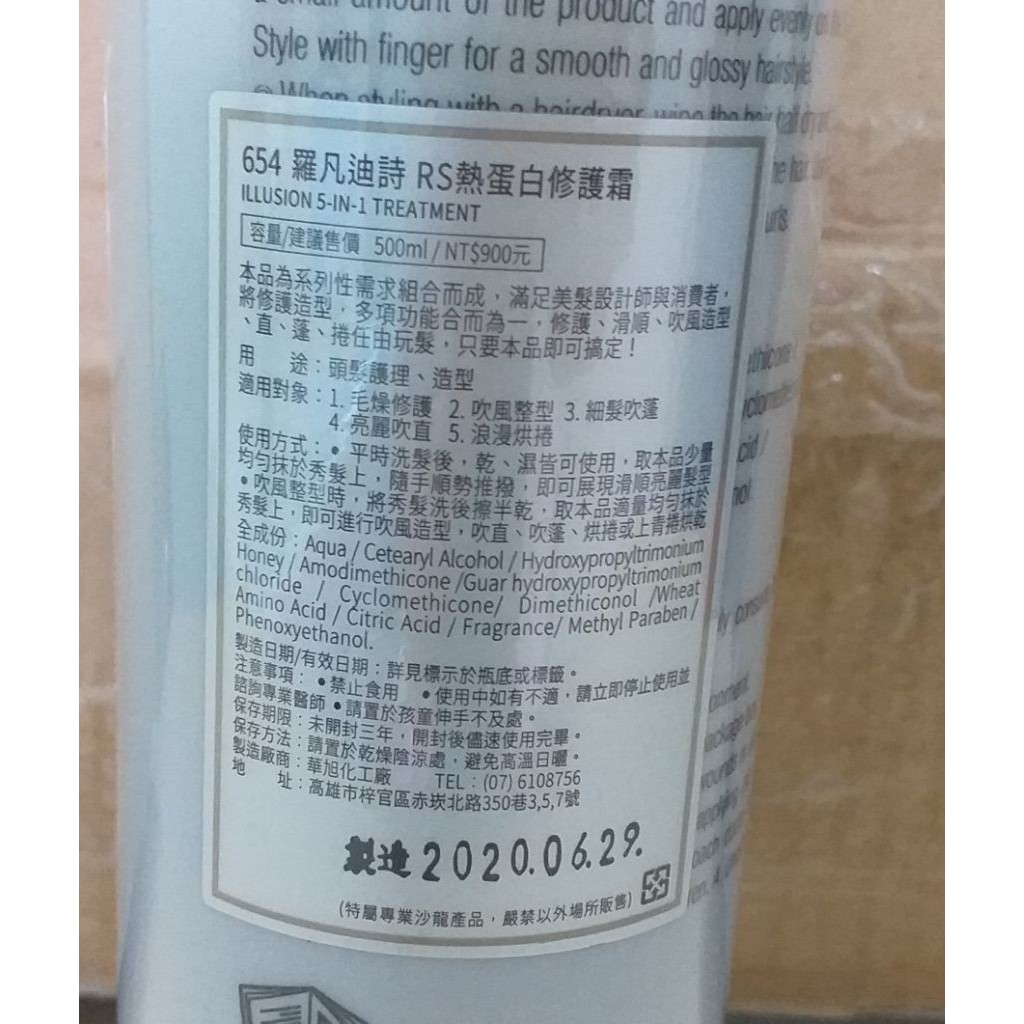 a small amount of the product and apply evenly
Style with finger for a smooth and glossy hairstyle
When styling with a hairdryer, wipe the hair half dry
654 羅凡迪詩 RS熱蛋白修護霜
ILLUSION 5-IN-1 TREATMENT
容量/建議售價 500ml / NT$900元
本品為系列性需求組合而成，滿足美髮設計師與消費者，
將修護造型，多項功能合而為一，修護、滑順、吹風造型
、直、蓬、捲任由玩髮，只要本品即可搞定！
用 途：頭髮護理、造型
適用對象：1. 毛燥修護 2. 吹風整型 3. 細髮吹蓬
4. 亮麗吹直 5. 浪漫烘捲
使用方式：• 平時洗髮後，乾、濕皆可使用，取本品少量
均勻抹於秀髮上，隨手順勢推撥，即可展現滑順亮麗髮型
•吹風整型時，將秀髮洗後擦半乾，取本品適量均勻抹於
秀髮上，即可進行吹風造型，吹直、吹蓬、烘捲或上青捲烘乾
全成份：Aqua / Cetearyl Alcohol / Hydroxypropyltrimonium
Honey / Amodimethicone /Guar hydroxypropyltrimonium
chloride / Cyclomethicone/ Dimethiconol /Wheat
Amino Acid / Citric Acid / Fragrance/ Methyl Paraben /
Phenoxyethanol.
製造日期/有效日期：詳見標示於瓶底或標籤。
注意事項：•禁止食用 •使用中如有不適，請立即停止使用並
諮詢專業醫師 •請置於孩童伸手不及處。
保存期限：未開封三年，開封後儘速使用完畢。
保存方法：請置於乾燥陰涼處，避免高溫日曬。
製造廠商：華旭化工廠 TEL：(07) 6108756
地 址：高雄市梓官區赤崁北路350巷3,5,7號
製造 2020.06.29.
(特屬專業沙龍產品，嚴禁以外場所販售)